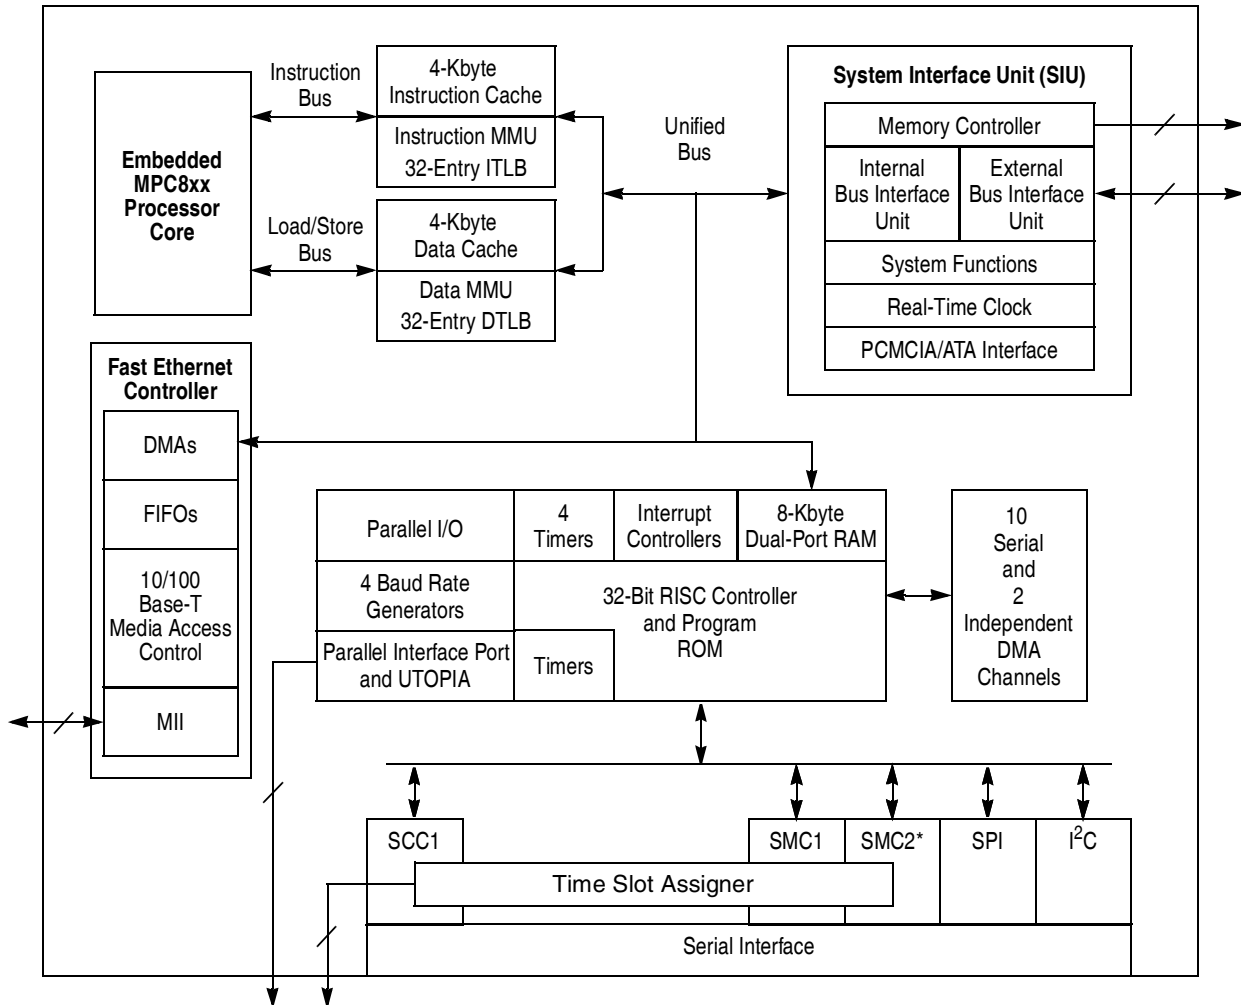 Instruction
Bus
4-Kbyte
Instruction Cache
Instruction MMU
32-Entry ITLB
Embedded
MPC8xx
Processor
Core
Load/Store
Bus
4-Kbyte
Data Cache
Data MMU
32-Entry DTLB
Unified
Bus
System Interface Unit (SIU)
Memory Controller
Internal
Bus Interface
Unit
External
Bus Interface
Unit
System Functions
Real-Time Clock
PCMCIA/ATA Interface
Fast Ethernet
Controller
DMAs
FIFOs
10/100
Base-T
Media Access
Control
MII
Parallel I/O
4
Timers
Interrupt
Controllers
8-Kbyte
Dual-Port RAM
4 Baud Rate
Generators
32-Bit RISC Controller
and Program
ROM
Parallel Interface Port
and UTOPIA
Timers
10
Serial
and
2
Independent
DMA
Channels
SCC1
SMC1
SMC2*
SPI
I²C
Time Slot Assigner
Serial Interface